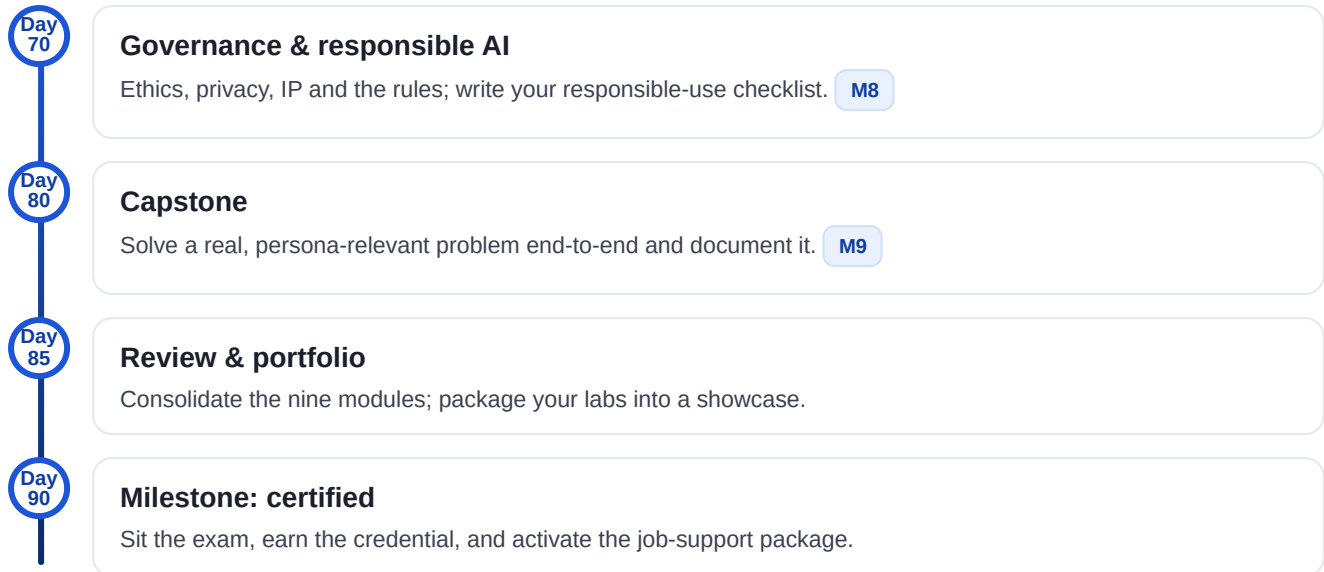 Day
70
Governance & responsible AI
Ethics, privacy, IP and the rules; write your responsible-use checklist. M8
Day
80
Capstone
Solve a real, persona-relevant problem end-to-end and document it. M9
Day
85
Review & portfolio
Consolidate the nine modules; package your labs into a showcase.
Day
90
Milestone: certified
Sit the exam, earn the credential, and activate the job-support package.